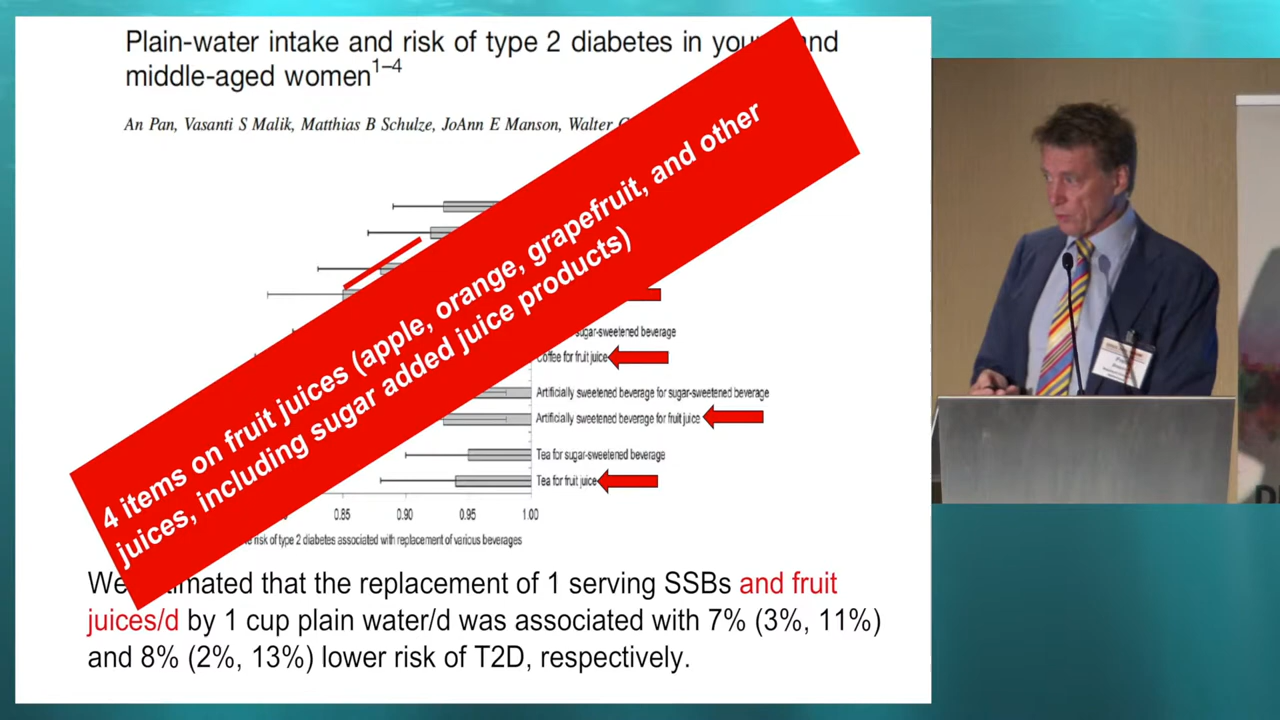 Plain-water intake and risk of type 2 diabetes in and
middle-aged women1–4
An Pan, Vasanti S Malik, Matthias B Schulze, JoAnn E Manson, Walter
4 items on fruit juices (apple, orange, grapefruit, and other
juices, including sugar added juice products)
sugar-sweetened beverage
Coffee for fruit juice
Artificially sweetened beverage for sugar-sweetened beverage
Artificially sweetened beverage for fruit juice
Tea for sugar-sweetened beverage
Tea for fruit juice
0.85 0.90 0.95 1.00
risk of type 2 diabetes associated with replacement of various beverages
We that the replacement of 1 serving SSBs and fruit
juices/d by 1 cup plain water/d was associated with 7% (3%, 11%)
and 8% (2%, 13%) lower risk of T2D, respectively.